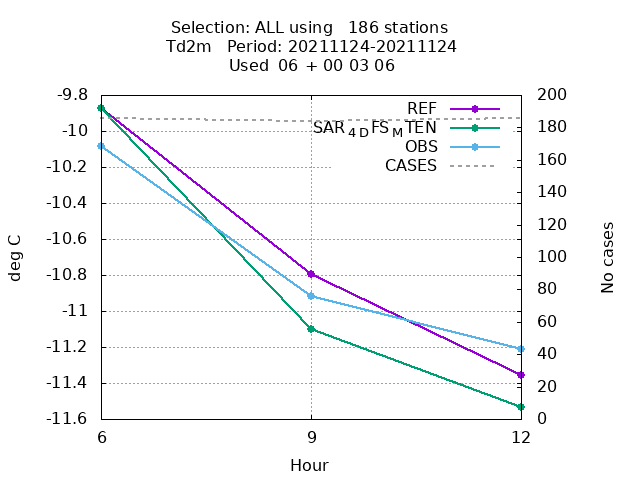 Selection: ALL using   186 stations
Td2m   Period: 20211124-20211124
Used  06 + 00 03 06
-9.8
-10
-10.2
-10.4
-10.6
-10.8
-11
-11.2
-11.4
-11.6
deg C
6
9
12
Hour
200
180
160
140
120
100
80
60
40
20
0
No cases
REF
SAR4DFSMTEN
OBS
CASES